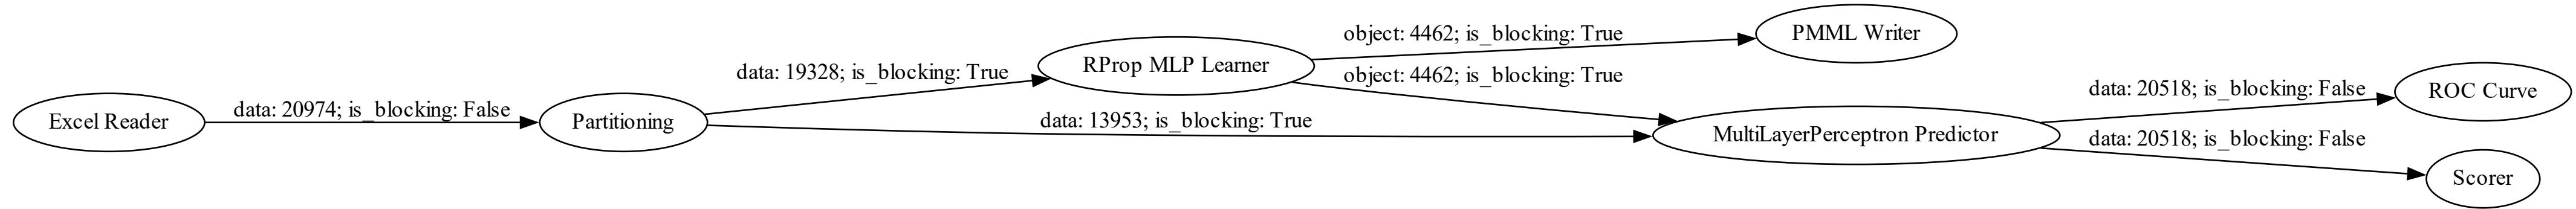 Excel Reader
data: 20974; is_blocking: False
Partitioning
data: 19328; is_blocking: True
data: 13953; is_blocking: True
RProp MLP Learner
object: 4462; is_blocking: True
object: 4462; is_blocking: True
PMML Writer
MultiLayerPerceptron Predictor
data: 20518; is_blocking: False
data: 20518; is_blocking: False
ROC Curve
Scorer